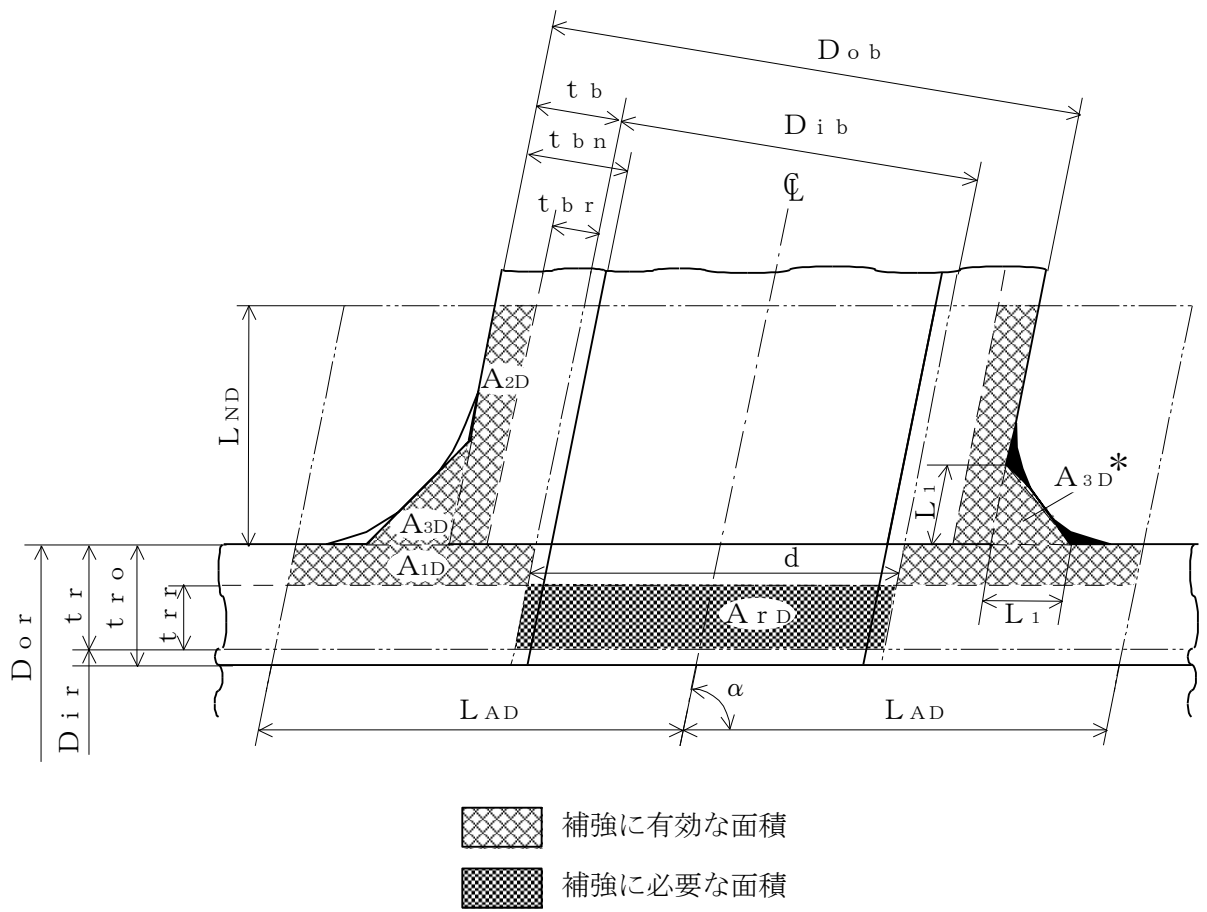 Dob
tb
Dib
tbn
℄
tbr
A2D
LND
L1
A3D*
A3D
A1D
d
Dor
tr
tro
trr
ArD
L1
Dir
α
LAD
LAD
補強に有効な面積
補強に必要な面積